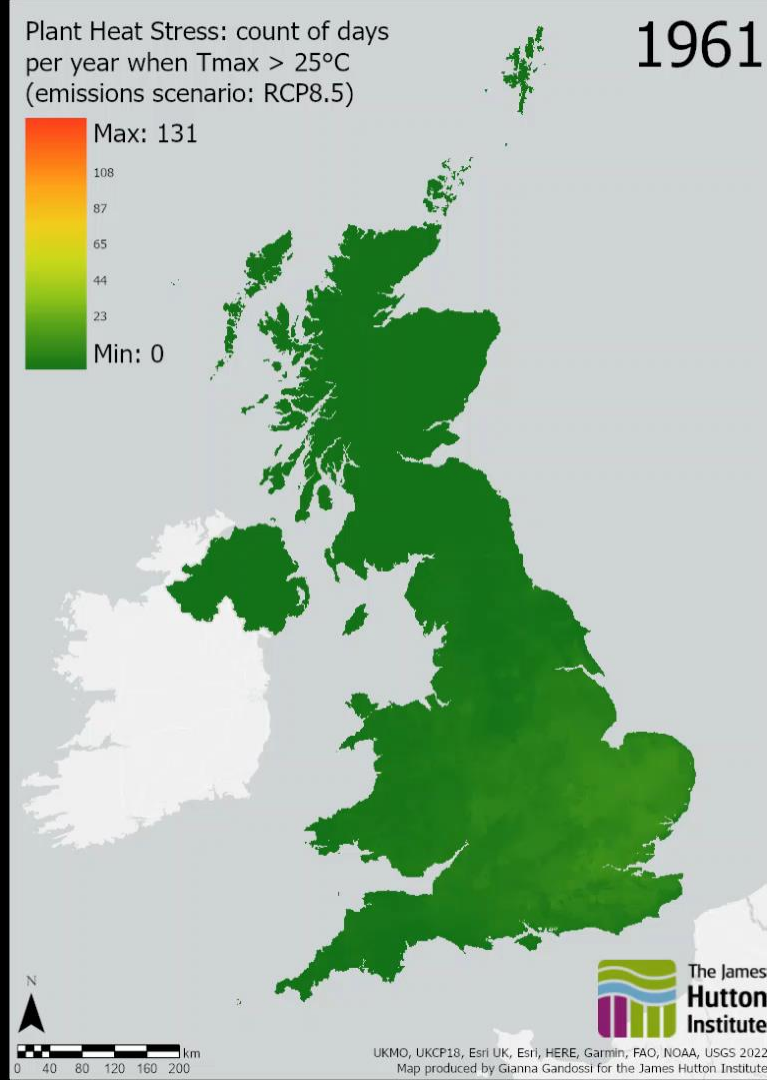 Plant Heat Stress: count of days
per year when Tmax > 25°C
(emissions scenario: RCP8.5)
1961
Max: 131
108
87
65
44
23
Min: 0
N
km
0 40 80 120 160 200
The James
Hutton
Institute
UKMO, UKCP18, Esri UK, Esri, HERE, Garmin, FAO, NOAA, USGS 2022
Map produced by Gianna Gandossi for the James Hutton Institute